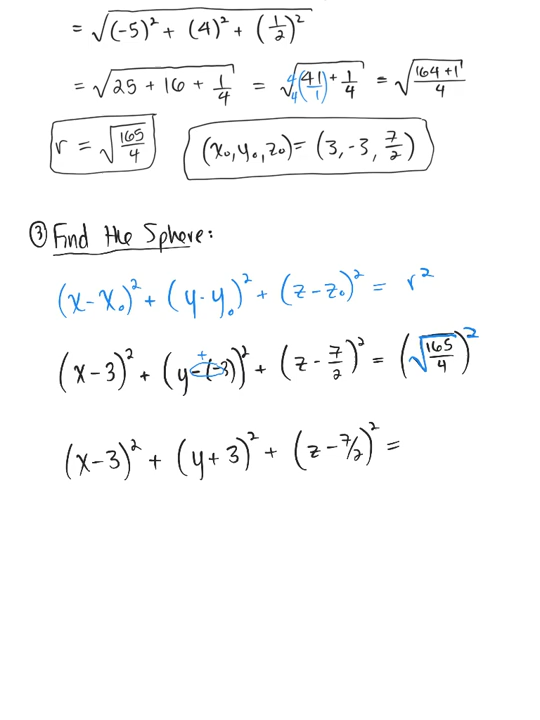 = √((-5)² + (4)² + (1/2)²)
= √(25 + 16 + 1/4) = √(4/4 (41/1) + 1/4) = √((164+1)/4)
r = √(165/4) (x₀, y₀, z₀) = (3, -3, 7/2)
③ Find the Sphere:
(x - x₀)² + (y - y₀)² + (z - z₀)² = r²
+
(x - 3)² + (y - (-3))² + (z - 7/2)² = (√(165/4))²
(x - 3)² + (y + 3)² + (z - 7/2)² =